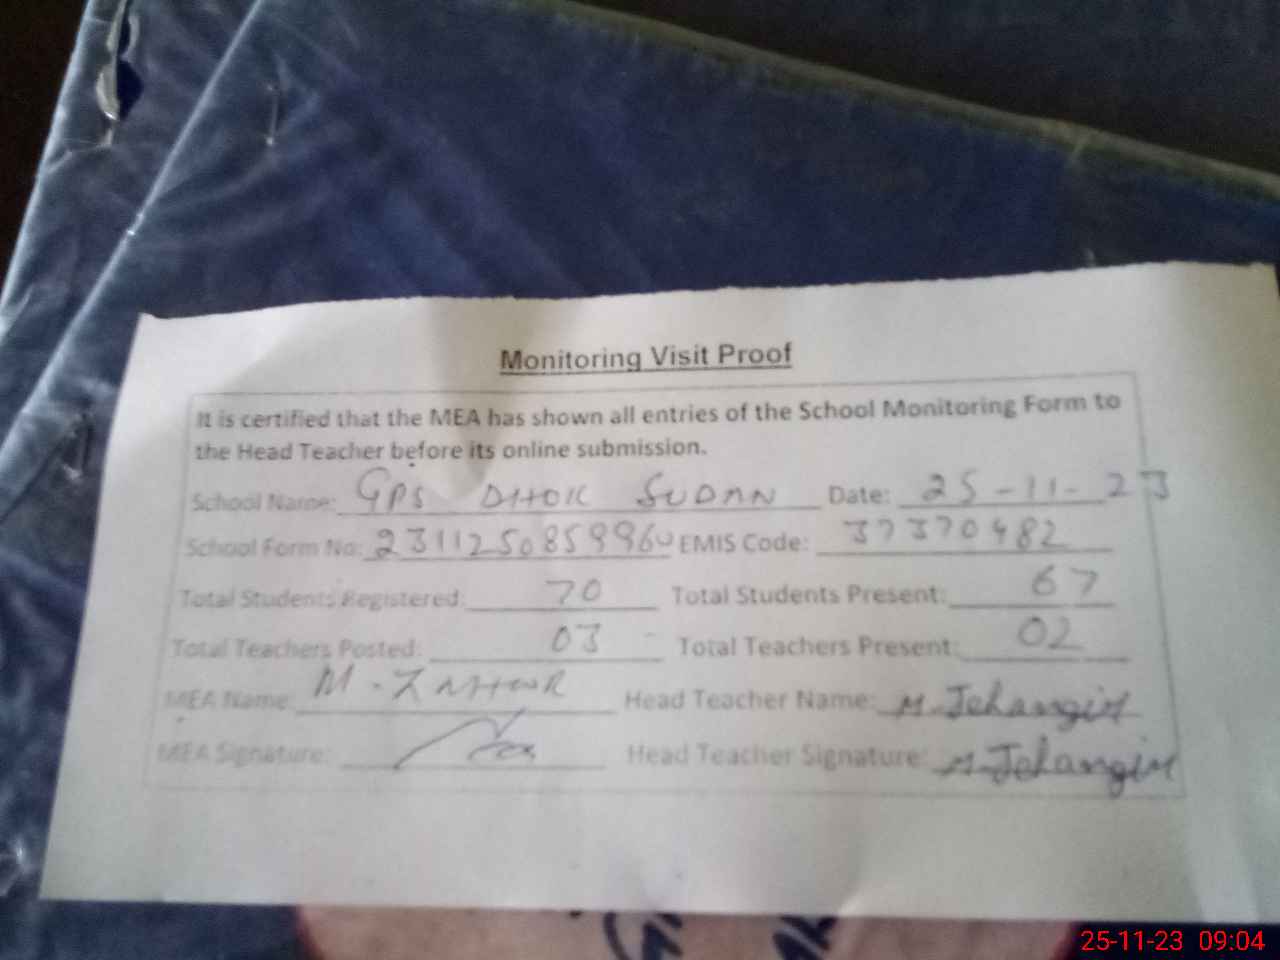 Monitoring Visit Proof
It is certified that the MEA has shown all entries of the School Monitoring Form to
the Head Teacher before its online submission.
School Name: GPS DHOK SUDAN Date: 25-11-23
School Form No: 2311250859960 EMIS Code: 37370482
Total Students Registered: 70 Total Students Present: 67
Total Teachers Posted: 03 Total Teachers Present: 02
MEA Name: M. ZAHOOR Head Teacher Name: M. Jehangir
MEA Signature: Head Teacher Signature: M. Jehangir
25-11-23 09:04